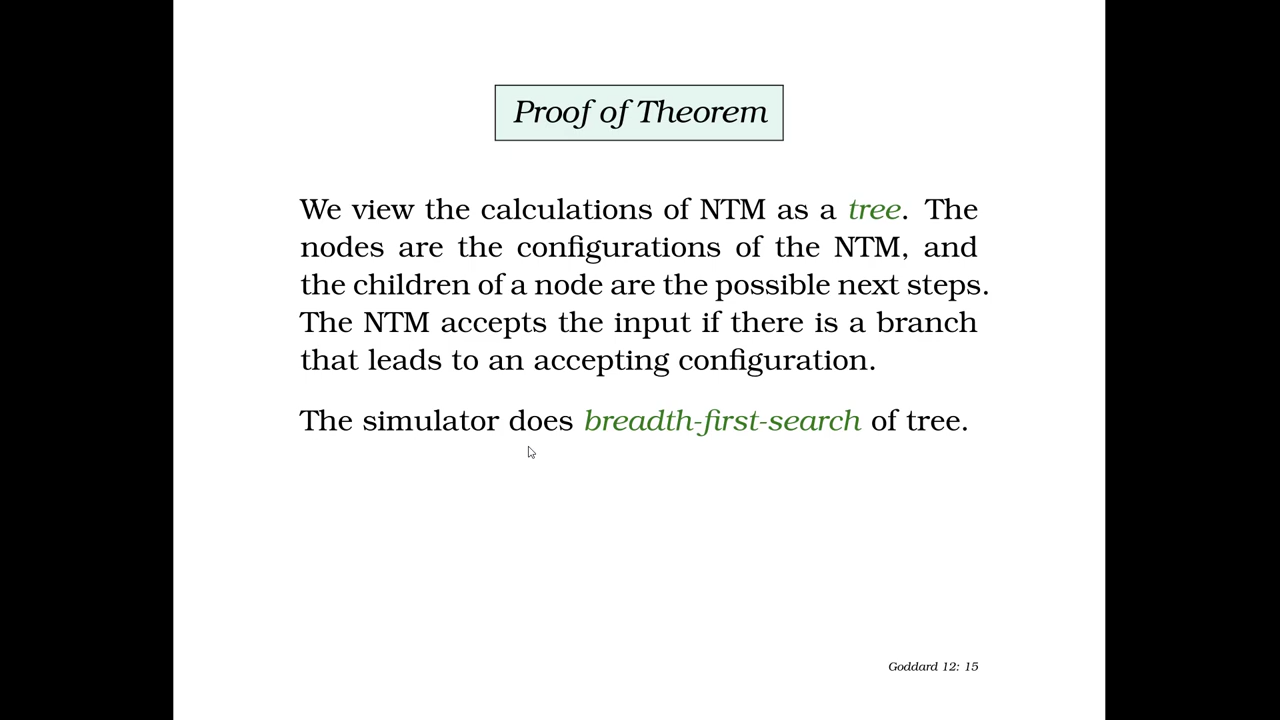 Proof of Theorem
We view the calculations of NTM as a tree. The
nodes are the configurations of the NTM, and
the children of a node are the possible next steps.
The NTM accepts the input if there is a branch
that leads to an accepting configuration.
The simulator does breadth-first-search of tree.
Goddard 12: 15